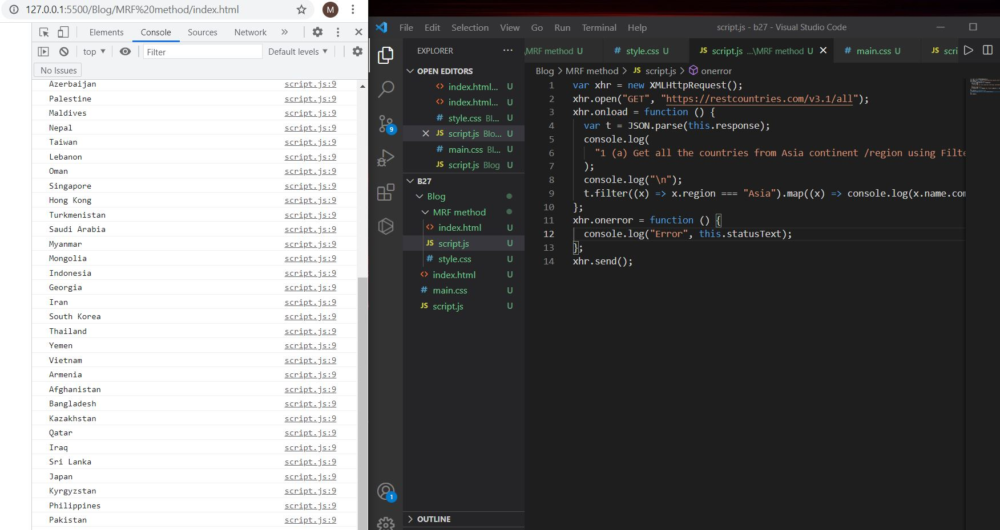 127.0.0.1:5500/Blog/MRF%20method/index.html
M
Elements Console Sources Network »
top Filter Default levels
No Issues
Azerbaijan script.js:9
Palestine script.js:9
Maldives script.js:9
Nepal script.js:9
Taiwan script.js:9
Lebanon script.js:9
Oman script.js:9
Singapore script.js:9
Hong Kong script.js:9
Turkmenistan script.js:9
Saudi Arabia script.js:9
Myanmar script.js:9
Mongolia script.js:9
Indonesia script.js:9
Georgia script.js:9
Iran script.js:9
South Korea script.js:9
Thailand script.js:9
Yemen script.js:9
Vietnam script.js:9
Armenia script.js:9
Afghanistan script.js:9
Bangladesh script.js:9
Kazakhstan script.js:9
Qatar script.js:9
Iraq script.js:9
Sri Lanka script.js:9
Japan script.js:9
Kyrgyzstan script.js:9
Philippines script.js:9
Pakistan script.js:9
File Edit Selection View Go Run Terminal Help script.js - b27 - Visual Studio Code
9
1
EXPLORER ...
OPEN EDITORS
index.html... U
index.html... U
# style.css Bl... U
JS script.js Blo... U
# main.css Bl... U
JS script.js Blog U
B27
Blog
MRF method
index.html U
JS script.js U
# style.css U
index.html U
# main.css U
JS script.js U
OUTLINE
\MRF method U # style.css U JS script.js ...\MRF method U # main.css U JS scri
Blog > MRF method > JS script.js > onerror
1 var xhr = new XMLHttpRequest();
2 xhr.open("GET", "https://restcountries.com/v3.1/all");
3 xhr.onload = function () {
4 var t = JSON.parse(this.response);
5 console.log(
6 "1 (a) Get all the countries from Asia continent /region using Filte
7 );
8 console.log("\n");
9 t.filter((x) => x.region === "Asia").map((x) => console.log(x.name.com
10 };
11 xhr.onerror = function () {
12 console.log("Error", this.statusText);
13 };
14 xhr.send();